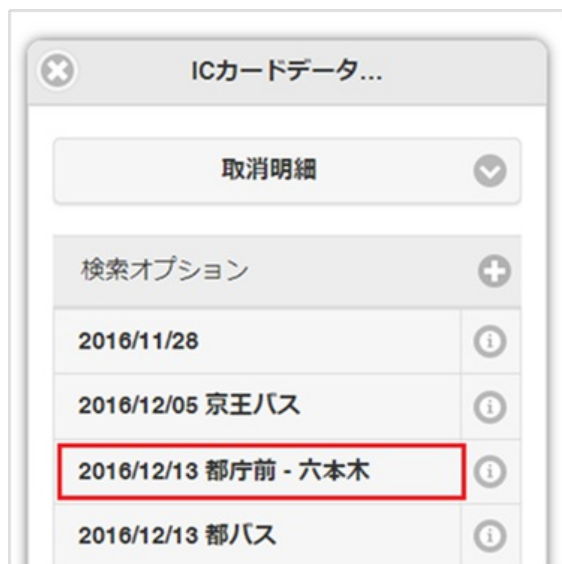 ICカードデータ...
取消明細
検索オプション
2016/11/28
2016/12/05 京王バス
2016/12/13 都庁前 - 六本木
2016/12/13 都バス